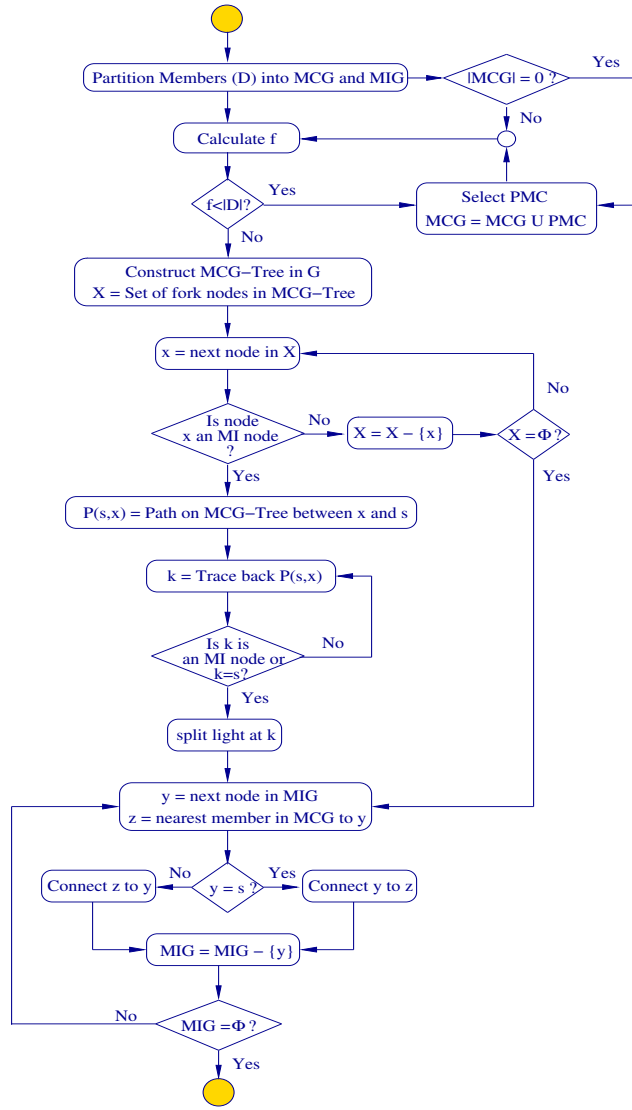 Partition Members (D) into MCG and MIG
|MCG| = 0 ?
Yes
No
Calculate f
f<|D|?
Yes
Select PMC
MCG = MCG U PMC
No
Construct MCG−Tree in G
X = Set of fork nodes in MCG−Tree
x = next node in X
No
Is node
x an MI node
?
No
X = X − {x}
X =Φ ?
Yes
Yes
P(s,x) = Path on MCG−Tree between x and s
k = Trace back P(s,x)
Is k is
an MI node or
k=s?
No
Yes
split light at k
y = next node in MIG
z = nearest member in MCG to y
No
y = s ?
Yes
Connect z to y
Connect y to z
MIG = MIG − {y}
No
MIG =Φ ?
Yes